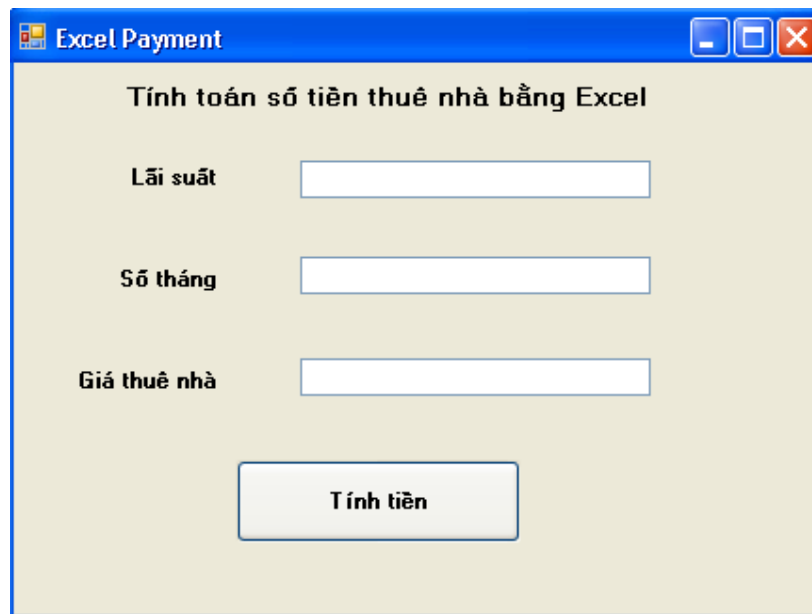 Excel Payment
Tính toán số tiền thuê nhà bằng Excel
Lãi suất
Số tháng
Giá thuê nhà
Tính tiền